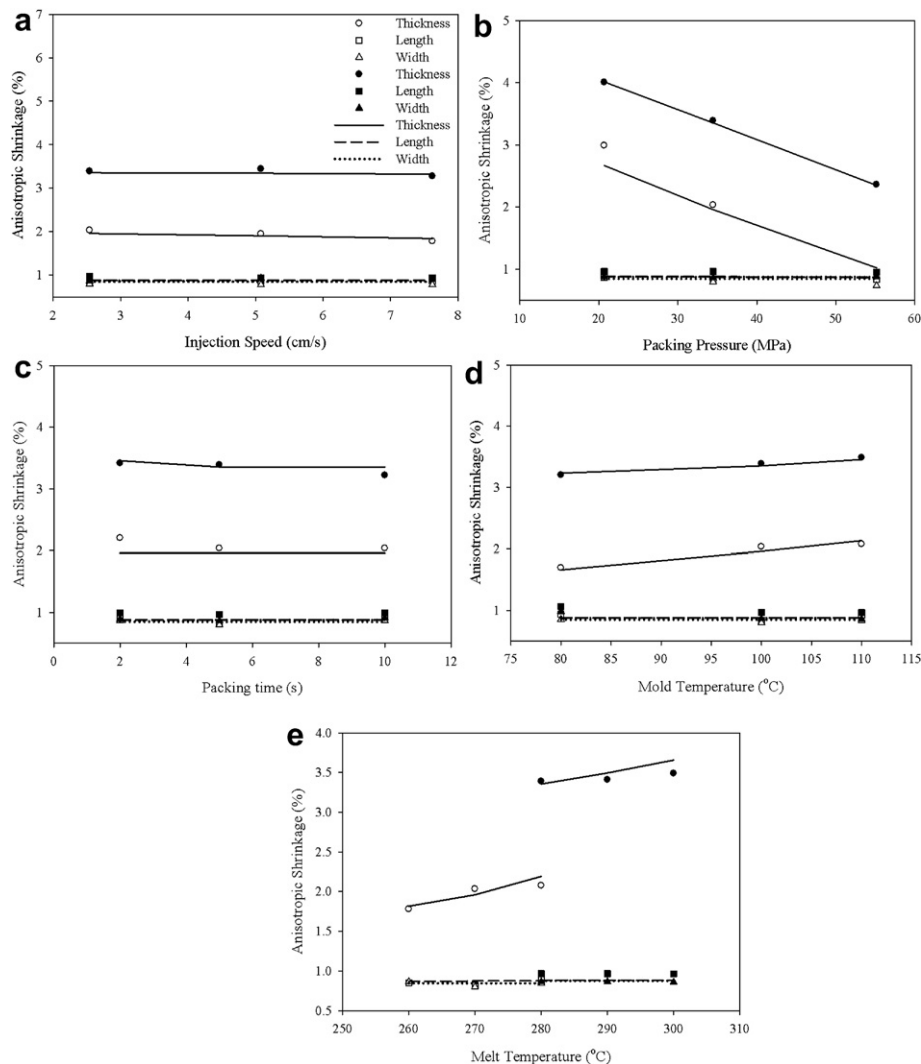 a
Anisotropic Shrinkage (%)
7
6
5
4
3
2
1
2
3
4
5
6
7
8
Injection Speed (cm/s)
Thickness
Length
Width
Thickness
Length
Width
Thickness
Length
Width
b
Anisotropic Shrinkage (%)
5
4
3
2
1
0
10
20
30
40
50
60
Packing Pressure (MPa)
c
Anisotropic Shrinkage (%)
5
4
3
2
1
0
2
4
6
8
10
12
Packing time (s)
d
Anisotropic Shrinkage (%)
5
4
3
2
1
75
80
85
90
95
100
105
110
115
Mold Temperature (°C)
e
Anisotropic Shrinkage (%)
4.0
3.5
3.0
2.5
2.0
1.5
1.0
0.5
250
260
270
280
290
300
310
Melt Temperature (°C)